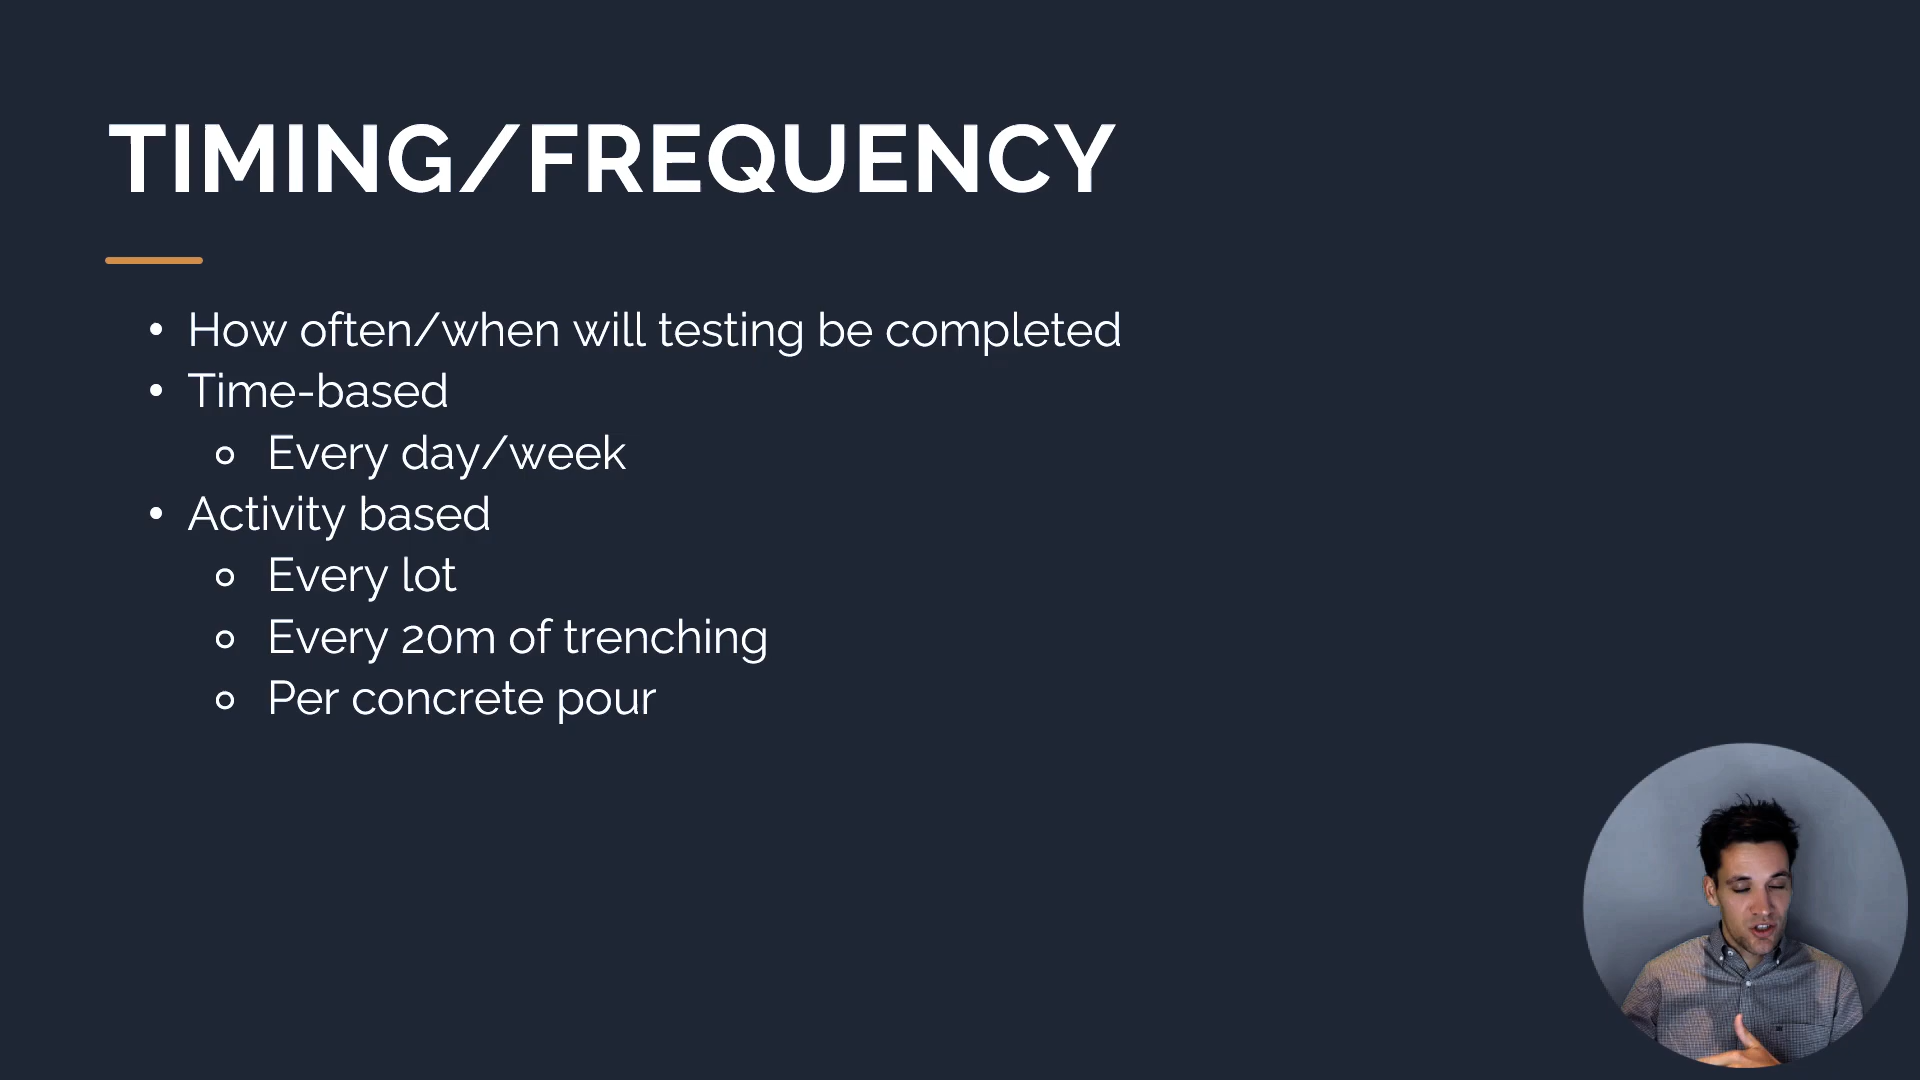 TIMING/FREQUENCY
• How often/when will testing be completed
• Time-based
○ Every day/week
• Activity based
○ Every lot
○ Every 20m of trenching
○ Per concrete pour